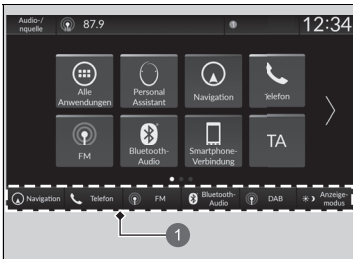 Audio-/
nquelle
87.9
12:34
Alle
Anwendungen
Personal
Assistant
Navigation
Telefon
FM
Bluetooth-
Audio
Smartphone-
Verbindung
TA
Navigation
Telefon
FM
Bluetooth-
Audio
DAB
Anzeige-
modus
1